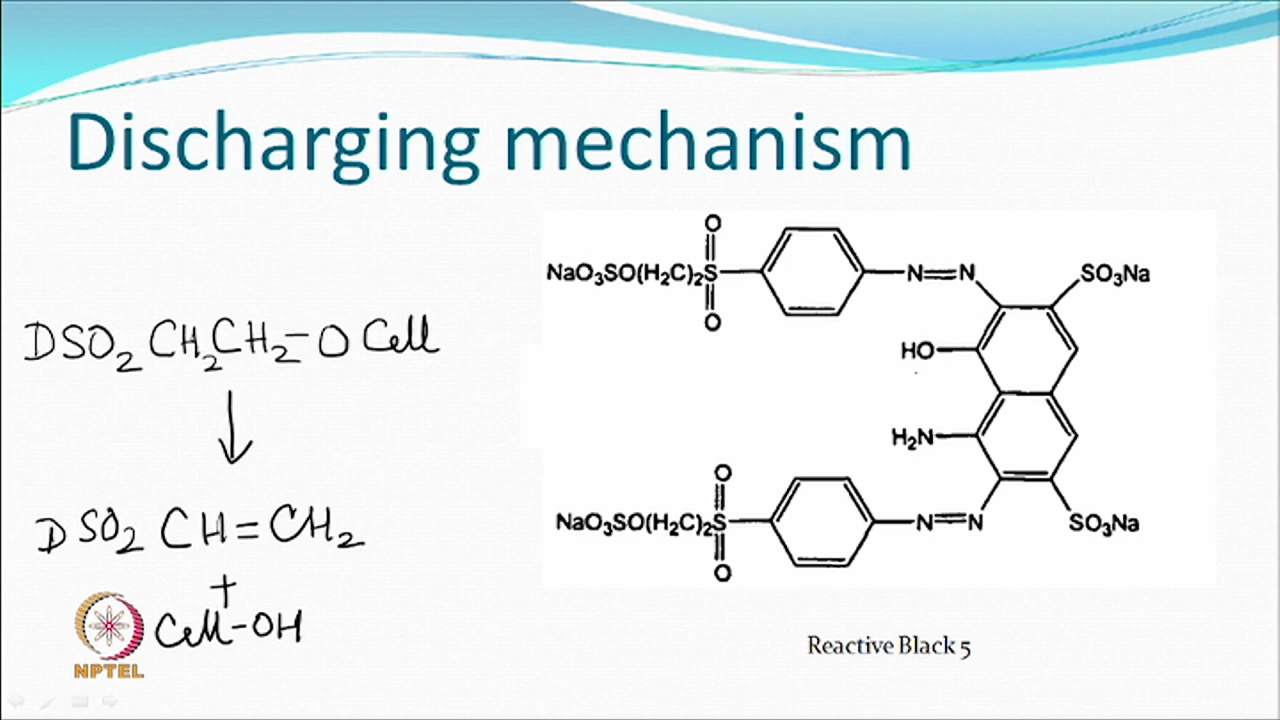 Discharging mechanism
DSO₂ CH₂CH₂-O Cell
↓
DSO₂ CH=CH₂
+
Cell-OH
NPTEL
O
NaO₃SO(H₂C)₂S
O
N=N
SO₃Na
HO
H₂N
O
NaO₃SO(H₂C)₂S
O
N=N
SO₃Na
Reactive Black 5